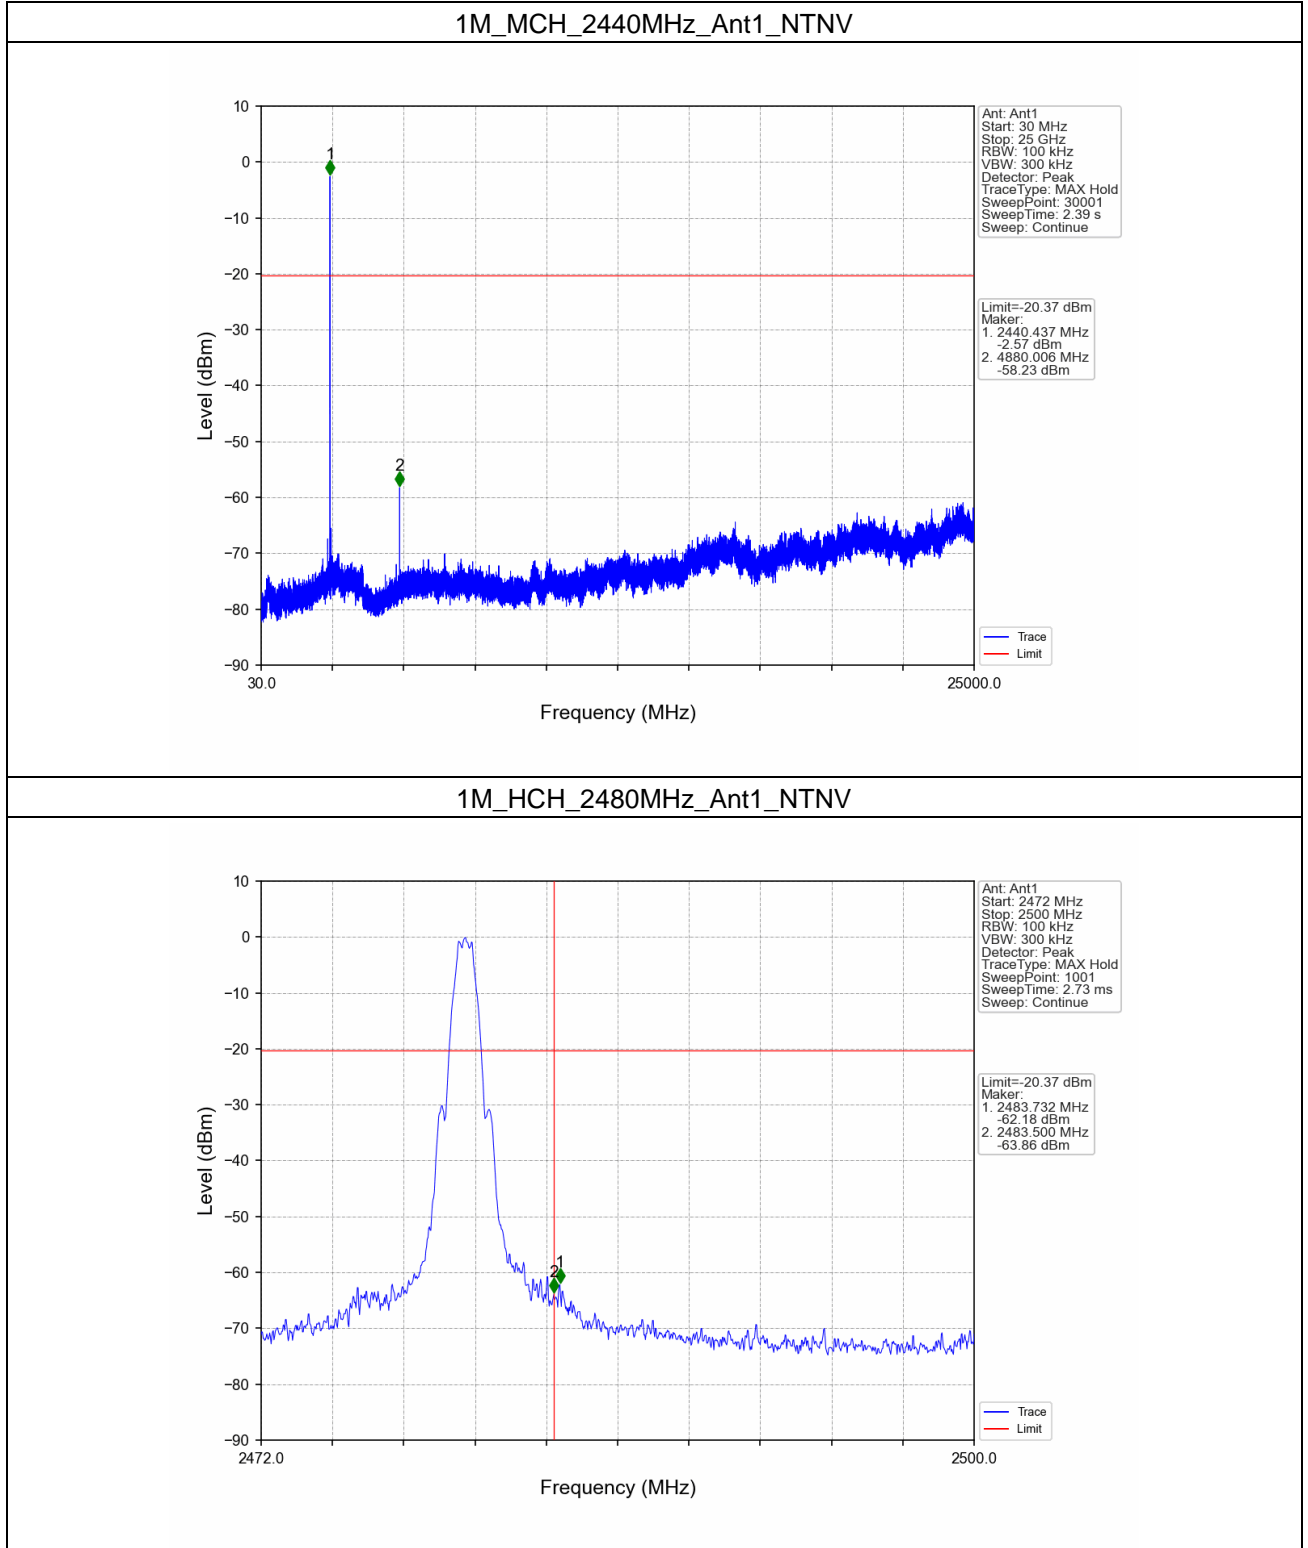 1M_MCH_2440MHz_Ant1_NTNV
10
0
−10
−20
−30
−40
−50
−60
−70
−80
−90
Level (dBm)
1
2
30.0
25000.0
Frequency (MHz)
Ant: Ant1
Start: 30 MHz
Stop: 25 GHz
RBW: 100 kHz
VBW: 300 kHz
Detector: Peak
TraceType: MAX Hold
SweepPoint: 30001
SweepTime: 2.39 s
Sweep: Continue
Limit=-20.37 dBm
Maker:
1. 2440.437 MHz
-2.57 dBm
2. 4880.006 MHz
-58.23 dBm
Trace
Limit
1M_HCH_2480MHz_Ant1_NTNV
10
0
−10
−20
−30
−40
−50
−60
−70
−80
−90
Level (dBm)
1
2
2472.0
2500.0
Frequency (MHz)
Ant: Ant1
Start: 2472 MHz
Stop: 2500 MHz
RBW: 100 kHz
VBW: 300 kHz
Detector: Peak
TraceType: MAX Hold
SweepPoint: 1001
SweepTime: 2.73 ms
Sweep: Continue
Limit=-20.37 dBm
Maker:
1. 2483.732 MHz
-62.18 dBm
2. 2483.500 MHz
-63.86 dBm
Trace
Limit